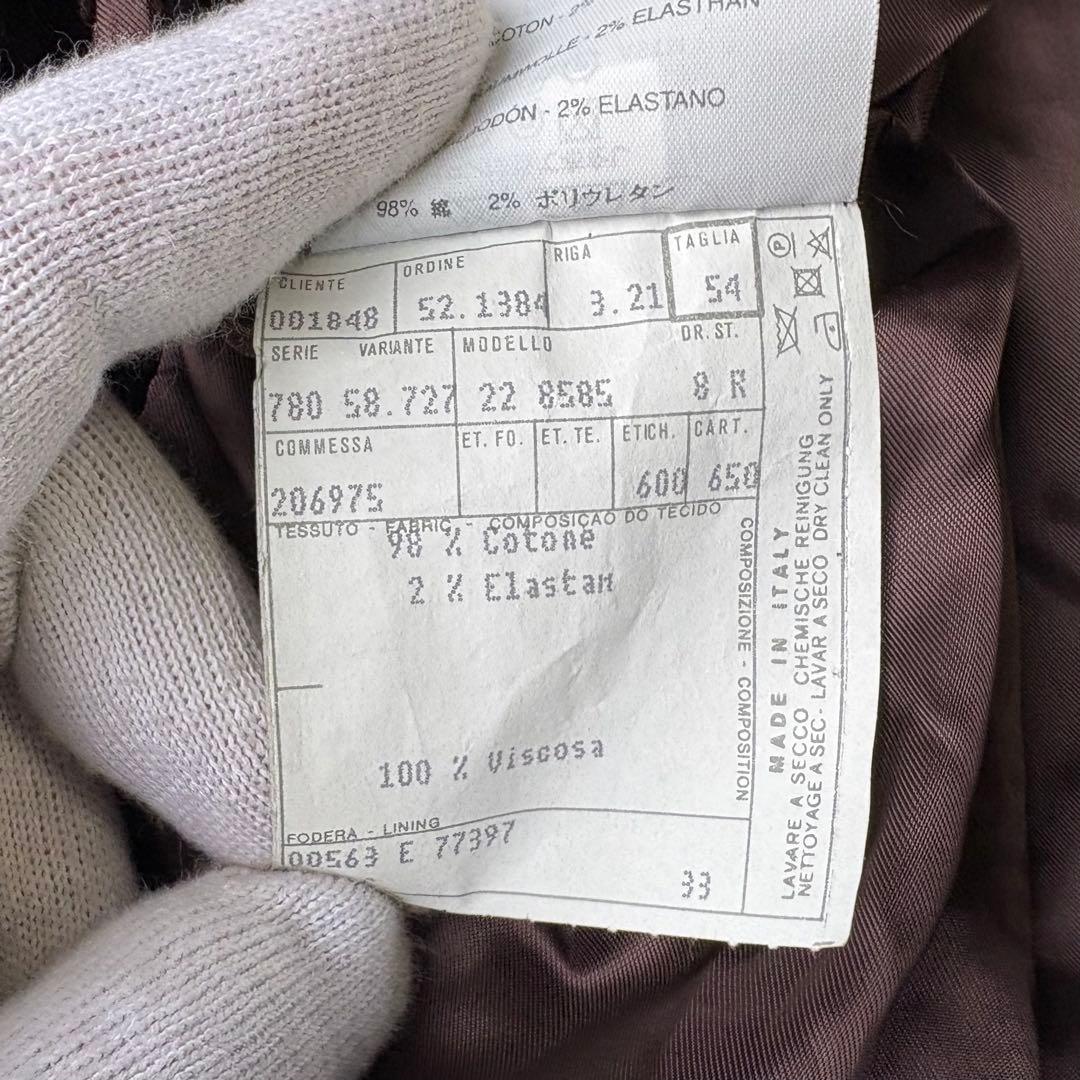 COTON - 2%
- 2% ELASTHAN
- 2% ELASTANO
98% 綿 2% ポリウレタン
CLIENTE ORDINE RIGA TAGLIA
001848 52.1384 3.21 54
SERIE VARIANTE MODELLO DR. ST.
780 58.727 22 8585 8 R
COMMESSA ET. FO. ET. TE. ETICH. CART.
206975 600 650
TESSUTO - FABRIC - COMPOSIÇAO DO TECIDO
98 % Cotone
2 % Elastan
100 % Viscosa
FODERA - LINING
00563 E 77397
33
COMPOSIZIONE - COMPOSITION
MADE IN ITALY
LAVARE A SECCO CHEMISCHE REINIGUNG
NETTOYAGE A SEC. LAVAR A SECO DRY CLEAN ONLY
P